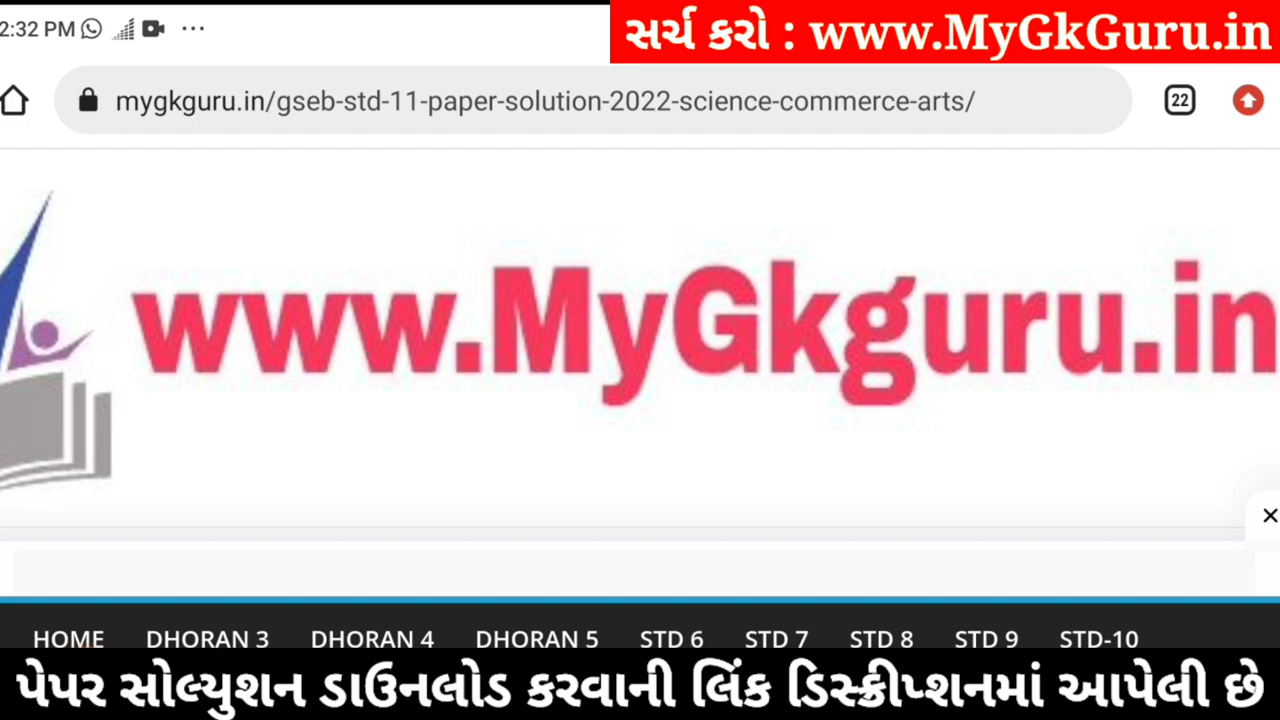 2:32 PM
સર્ચ કરો : www.MyGkGuru.in
mygkguru.in/gseb-std-11-paper-solution-2022-science-commerce-arts/
22
www.MyGkguru.in
HOME DHORAN 3 DHORAN 4 DHORAN 5 STD 6 STD 7 STD 8 STD 9 STD-10
પેપર સોલ્યુશન ડાઉનલોડ કરવાની લિંક ડિસ્ક્રીપ્શનમાં આપેલી છે